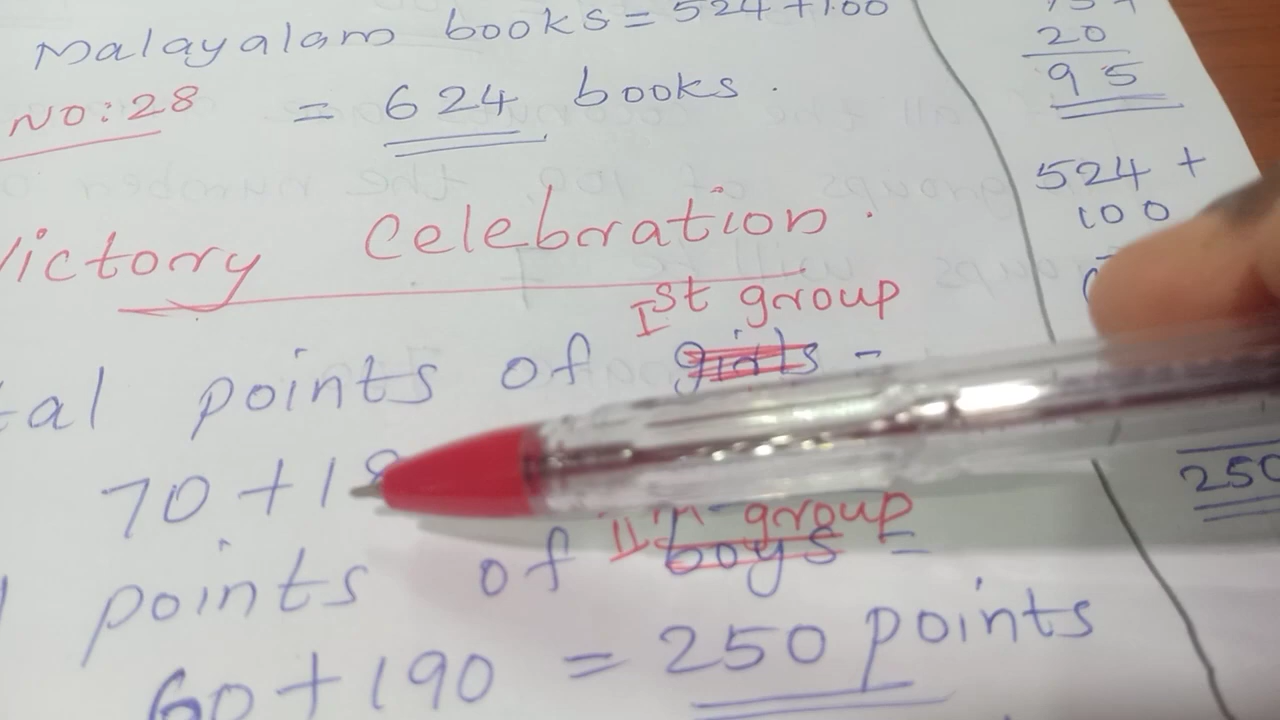 Malayalam books = 524 + 100
No: 28 = 624 books.
Victory Celebration.
Ist group
points of girls -
70 + 18
IInd group
points of boys =
60 + 190 = 250 points
20
95
524 +
100
250